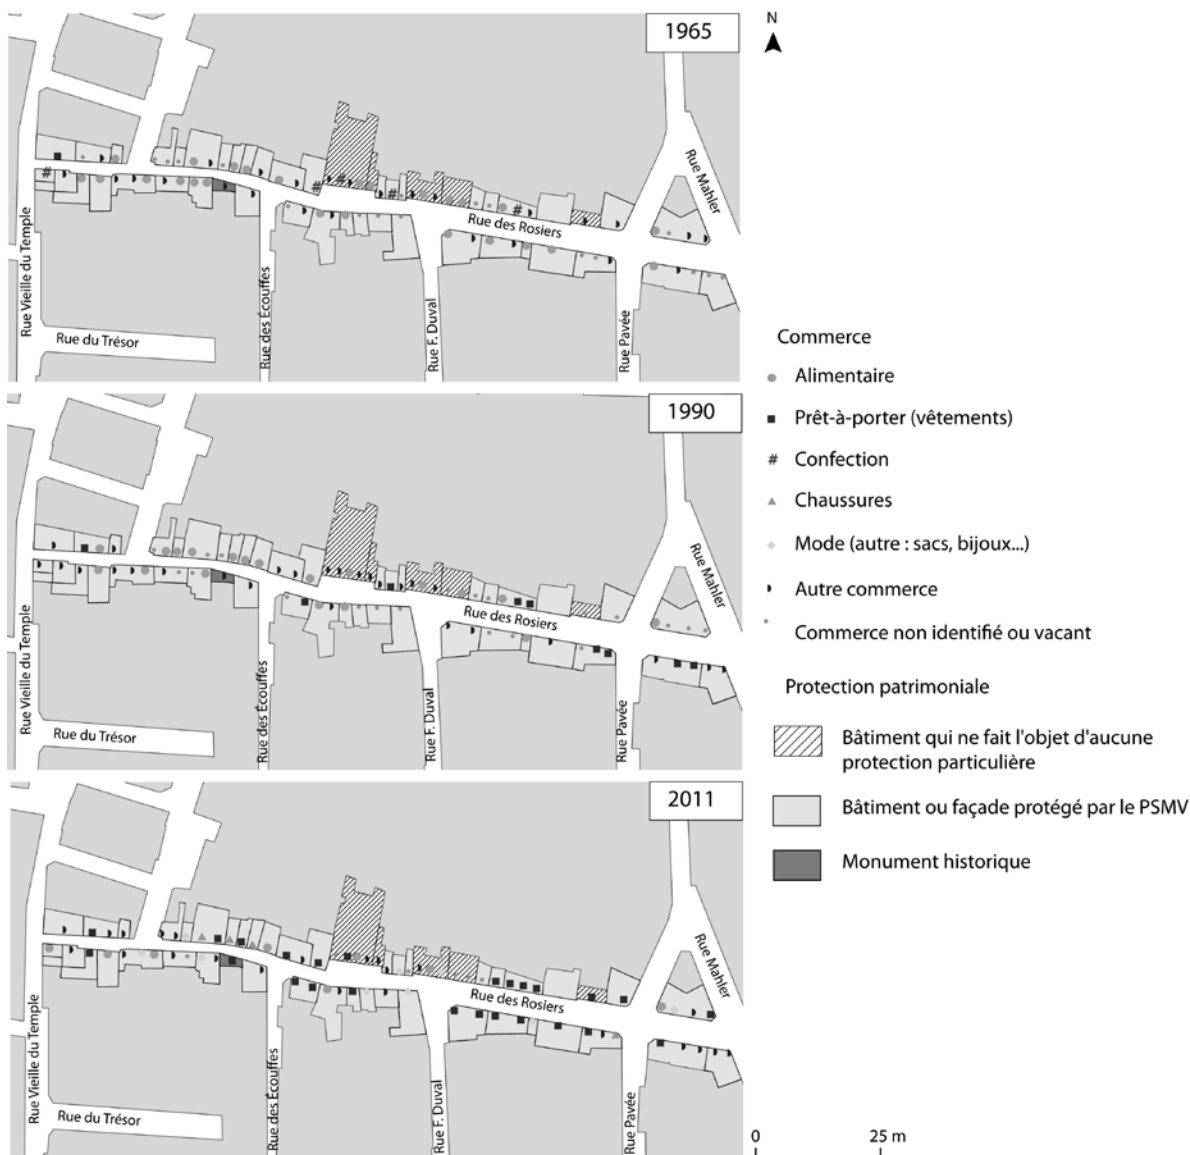 1965
N
Rue Mahler
Rue des Rosiers
Rue Vieille du Temple
Rue des Écouffes
Rue F. Duval
Rue Pavée
Rue du Trésor
1990
Rue Mahler
Rue des Rosiers
Rue Vieille du Temple
Rue des Écouffes
Rue F. Duval
Rue Pavée
Rue du Trésor
2011
Rue Mahler
Rue des Rosiers
Rue Vieille du Temple
Rue des Écouffes
Rue F. Duval
Rue Pavée
Rue du Trésor
Commerce
Alimentaire
Prêt-à-porter (vêtements)
# Confection
Chaussures
Mode (autre : sacs, bijoux...)
Autre commerce
Commerce non identifié ou vacant
Protection patrimoniale
Bâtiment qui ne fait l'objet d'aucune
protection particulière
Bâtiment ou façade protégé par le PSMV
Monument historique
0 25 m